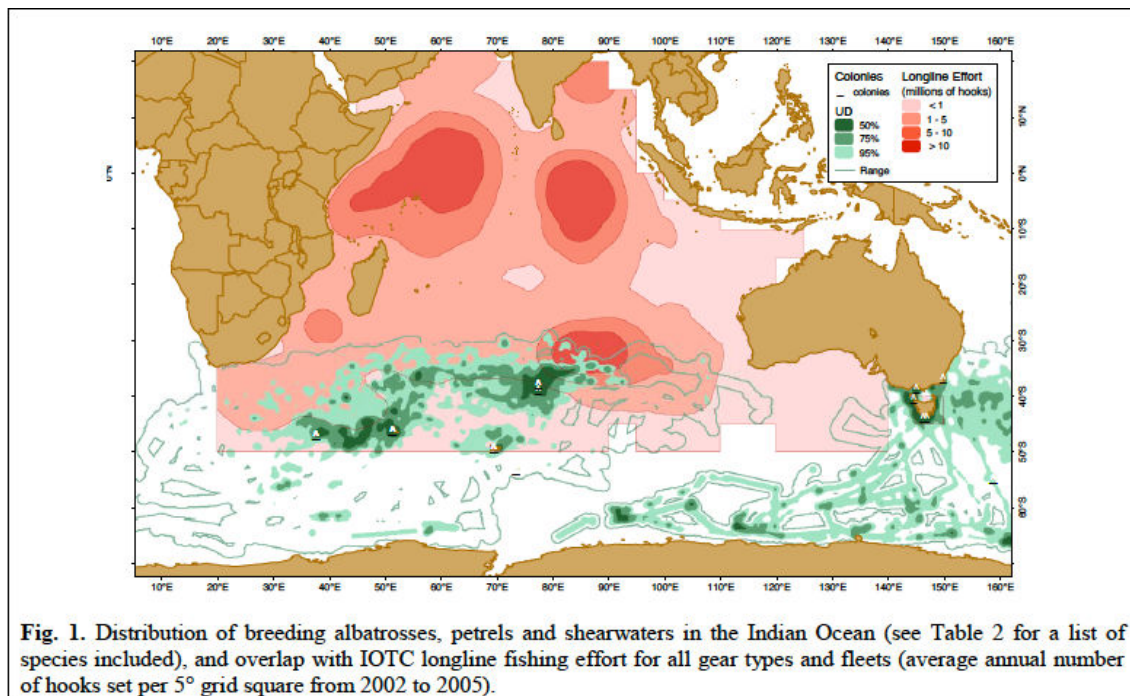 10°E 20°E 30°E 40°E 50°E 60°E 70°E 80°E 90°E 100°E 110°E 120°E 130°E 140°E 150°E 160°E
Colonies Longline Effort
colonies (millions of hooks)
UD < 1
50% 1 - 5
75% 5 - 10
95% > 10
Range
10°N
0°N
10°S
20°S
30°S
40°S
50°S
60°S
10°E 20°E 30°E 40°E 50°E 60°E 70°E 80°E 90°E 100°E 110°E 120°E 130°E 140°E 150°E 160°E
Fig. 1. Distribution of breeding albatrosses, petrels and shearwaters in the Indian Ocean (see Table 2 for a list of
species included), and overlap with IOTC longline fishing effort for all gear types and fleets (average annual number
of hooks set per 5° grid square from 2002 to 2005).